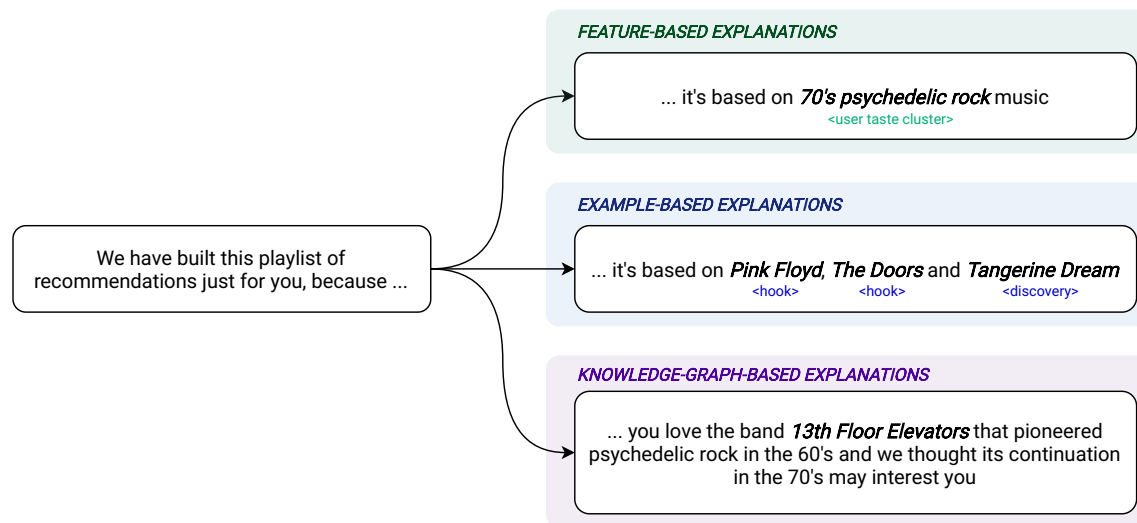 We have built this playlist of
recommendations just for you, because ...
FEATURE-BASED EXPLANATIONS
... it's based on 70's psychedelic rock music
<user taste cluster>
EXAMPLE-BASED EXPLANATIONS
... it's based on Pink Floyd, The Doors and Tangerine Dream
<hook> <hook> <discovery>
KNOWLEDGE-GRAPH-BASED EXPLANATIONS
... you love the band 13th Floor Elevators that pioneered
psychedelic rock in the 60's and we thought its continuation
in the 70's may interest you